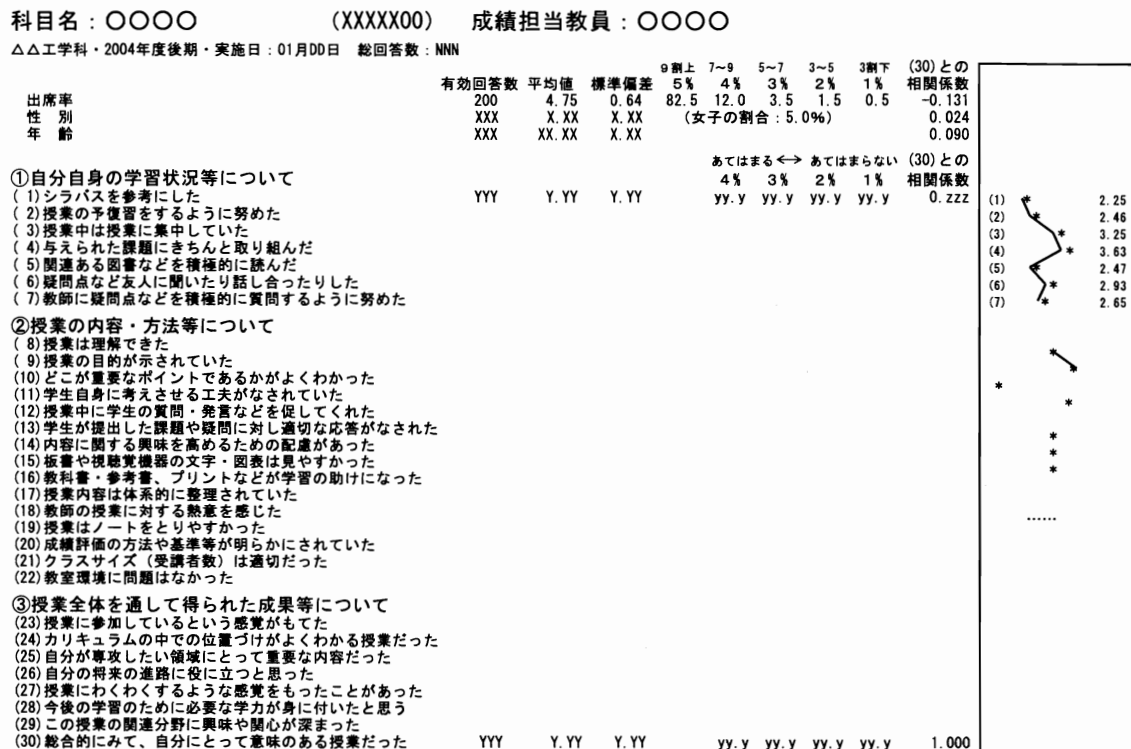 科目名：〇〇〇〇 (XXXXX00) 成績担当教員：〇〇〇〇
△△工学科・2004年度後期・実施日：01月DD日 総回答数：NNN
9割上 7～9 5～7 3～5 3割下 (30)との
有効回答数 平均値 標準偏差 5% 4% 3% 2% 1% 相関係数
出席率 200 4.75 0.64 82.5 12.0 3.5 1.5 0.5 -0.131
性 別 XXX X.XX X.XX (女子の割合：5.0%) 0.024
年 齢 XXX XX.XX X.XX 0.090
あてはまる⟷あてはまらない (30)との
①自分自身の学習状況等について 4% 3% 2% 1% 相関係数
( 1)シラバスを参考にした YYY Y.YY Y.YY yy.y yy.y yy.y yy.y 0.zzz (1) * 2.25
( 2)授業の予復習をするように努めた (2) * 2.46
( 3)授業中は授業に集中していた (3) * 3.25
( 4)与えられた課題にきちんと取り組んだ (4) * 3.63
( 5)関連ある図書などを積極的に読んだ (5) * 2.47
( 6)疑問点など友人に聞いたり話し合ったりした (6) * 2.93
( 7)教師に疑問点などを積極的に質問するように努めた (7) * 2.65
②授業の内容・方法等について
( 8)授業は理解できた *
( 9)授業の目的が示されていた *
(10)どこが重要なポイントであるかがよくわかった *
(11)学生自身に考えさせる工夫がなされていた *
(12)授業中に学生の質問・発言などを促してくれた
(13)学生が提出した課題や疑問に対し適切な応答がなされた *
(14)内容に関する興味を高めるための配慮があった *
(15)板書や視聴覚機器の文字・図表は見やすかった *
(16)教科書・参考書、プリントなどが学習の助けになった
(17)授業内容は体系的に整理されていた
(18)教師の授業に対する熱意を感じた ......
(19)授業はノートをとりやすかった
(20)成績評価の方法や基準等が明らかにされていた
(21)クラスサイズ（受講者数）は適切だった
(22)教室環境に問題はなかった
③授業全体を通して得られた成果等について
(23)授業に参加しているという感覚がもてた
(24)カリキュラムの中での位置づけがよくわかる授業だった
(25)自分が専攻したい領域にとって重要な内容だった
(26)自分の将来の進路に役に立つと思った
(27)授業にわくわくするような感覚をもったことがあった
(28)今後の学習のために必要な学力が身に付いたと思う
(29)この授業の関連分野に興味や関心が深まった
(30)総合的にみて、自分にとって意味のある授業だった YYY Y.YY Y.YY yy.y yy.y yy.y yy.y 1.000